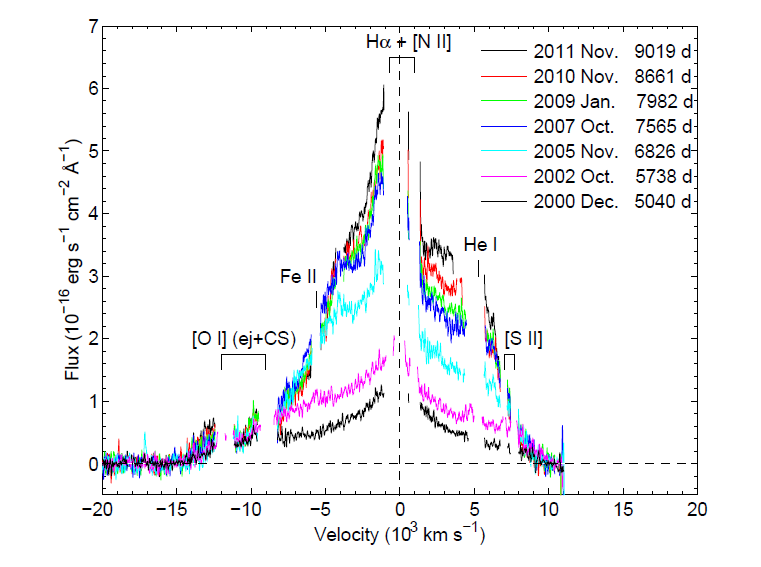 7
6
5
4
3
2
1
0
Flux (10⁻¹⁶ erg s⁻¹ cm⁻² Å⁻¹)
Hα + [N II]
2011 Nov. 9019 d
2010 Nov. 8661 d
2009 Jan. 7982 d
2007 Oct. 7565 d
2005 Nov. 6826 d
2002 Oct. 5738 d
2000 Dec. 5040 d
He I
Fe II
[O I] (ej+CS)
[S II]
−20 −15 −10 −5 0 5 10 15 20
Velocity (10³ km s⁻¹)